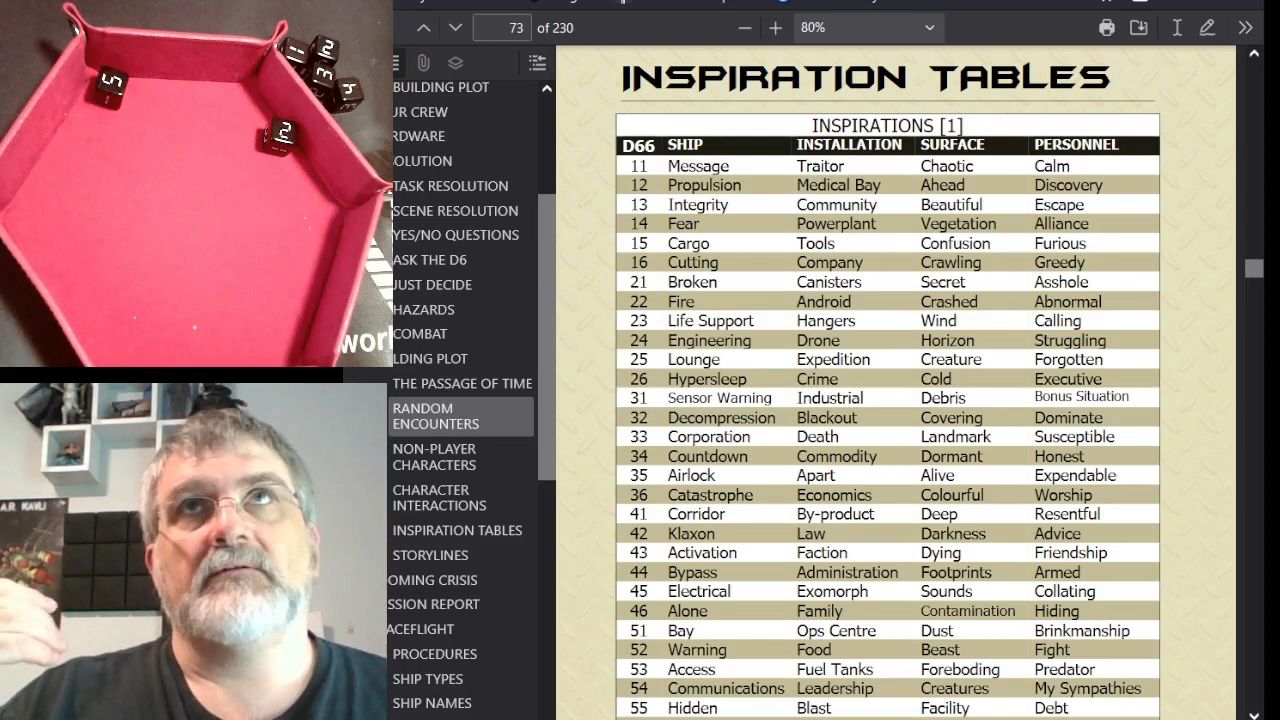 73 of 230
80%
INSPIRATION TABLES
INSPIRATIONS [1]
D66 SHIP INSTALLATION SURFACE PERSONNEL
11 Message Traitor Chaotic Calm
12 Propulsion Medical Bay Ahead Discovery
13 Integrity Community Beautiful Escape
14 Fear Powerplant Vegetation Alliance
15 Cargo Tools Confusion Furious
16 Cutting Company Crawling Greedy
21 Broken Canisters Secret Asshole
22 Fire Android Crashed Abnormal
23 Life Support Hangers Wind Calling
24 Engineering Drone Horizon Struggling
25 Lounge Expedition Creature Forgotten
26 Hypersleep Crime Cold Executive
31 Sensor Warning Industrial Debris Bonus Situation
32 Decompression Blackout Covering Dominate
33 Corporation Death Landmark Susceptible
34 Countdown Commodity Dormant Honest
35 Airlock Apart Alive Expendable
36 Catastrophe Economics Colourful Worship
41 Corridor By-product Deep Resentful
42 Klaxon Law Darkness Advice
43 Activation Faction Dying Friendship
44 Bypass Administration Footprints Armed
45 Electrical Exomorph Sounds Collating
46 Alone Family Contamination Hiding
51 Bay Ops Centre Dust Brinkmanship
52 Warning Food Beast Fight
53 Access Fuel Tanks Foreboding Predator
54 Communications Leadership Creatures My Sympathies
55 Hidden Blast Facility Debt
BUILDING PLOT
UR CREW
RDWARE
OLUTION
TASK RESOLUTION
SCENE RESOLUTION
YES/NO QUESTIONS
ASK THE D6
JUST DECIDE
HAZARDS
COMBAT
LDING PLOT
THE PASSAGE OF TIME
RANDOM
ENCOUNTERS
NON-PLAYER
CHARACTERS
CHARACTER
INTERACTIONS
INSPIRATION TABLES
STORYLINES
OMING CRISIS
SSION REPORT
ACEFLIGHT
PROCEDURES
SHIP TYPES
SHIP NAMES
5
2
11
2
3
4
worl